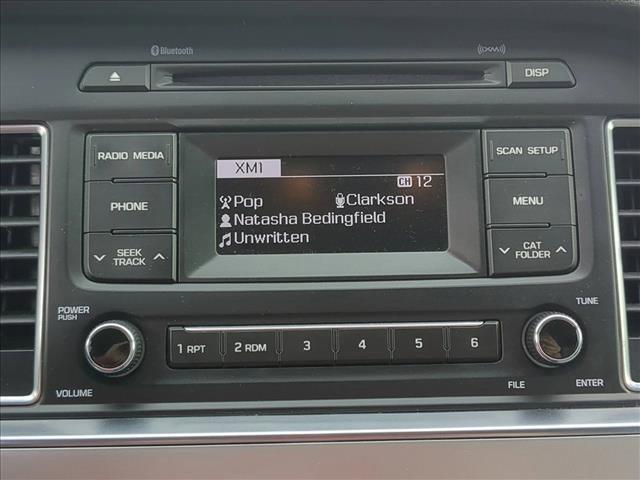 Bluetooth
((XM))
DISP
RADIO MEDIA
SCAN SETUP
XM1
CH 12
Pop Clarkson
PHONE
MENU
Natasha Bedingfield
Unwritten
SEEK
TRACK
CAT
FOLDER
POWER
PUSH
TUNE
1 RPT 2 RDM 3 4 5 6
VOLUME
FILE
ENTER